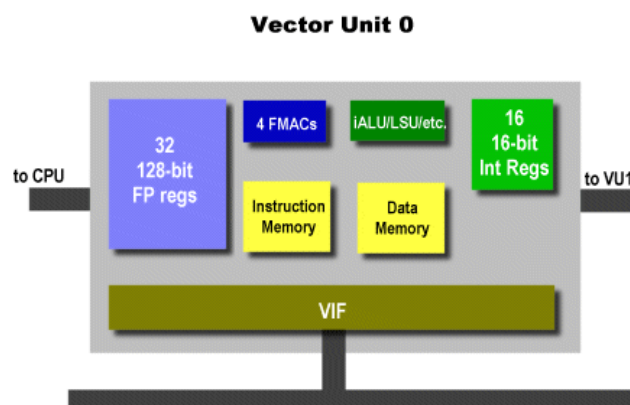 Vector Unit 0
32
128-bit
FP regs
4 FMACs
iALU/LSU/etc.
16
16-bit
Int Regs
to CPU
to VU1
Instruction
Memory
Data
Memory
VIF